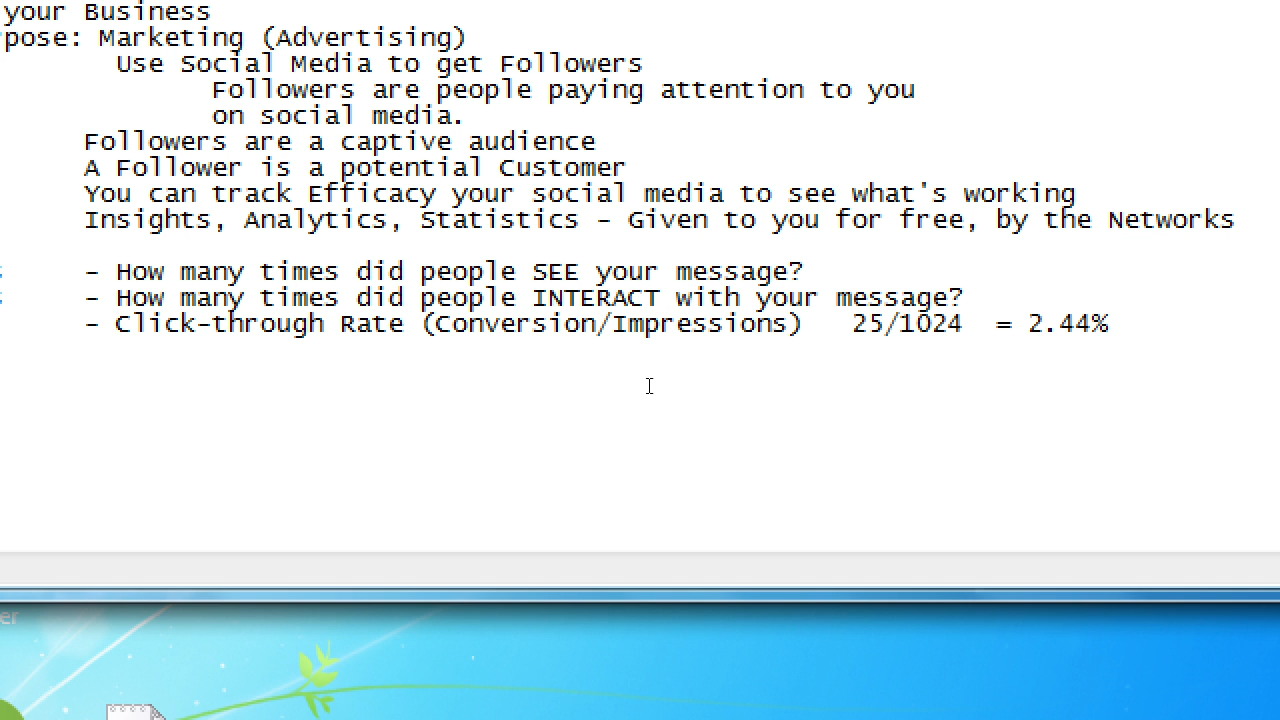 your Business
pose: Marketing (Advertising)
Use Social Media to get Followers
Followers are people paying attention to you
on social media.
Followers are a captive audience
A Follower is a potential Customer
You can track Efficacy your social media to see what's working
Insights, Analytics, Statistics - Given to you for free, by the Networks
- How many times did people SEE your message?
- How many times did people INTERACT with your message?
- Click-through Rate (Conversion/Impressions) 25/1024 = 2.44%
er